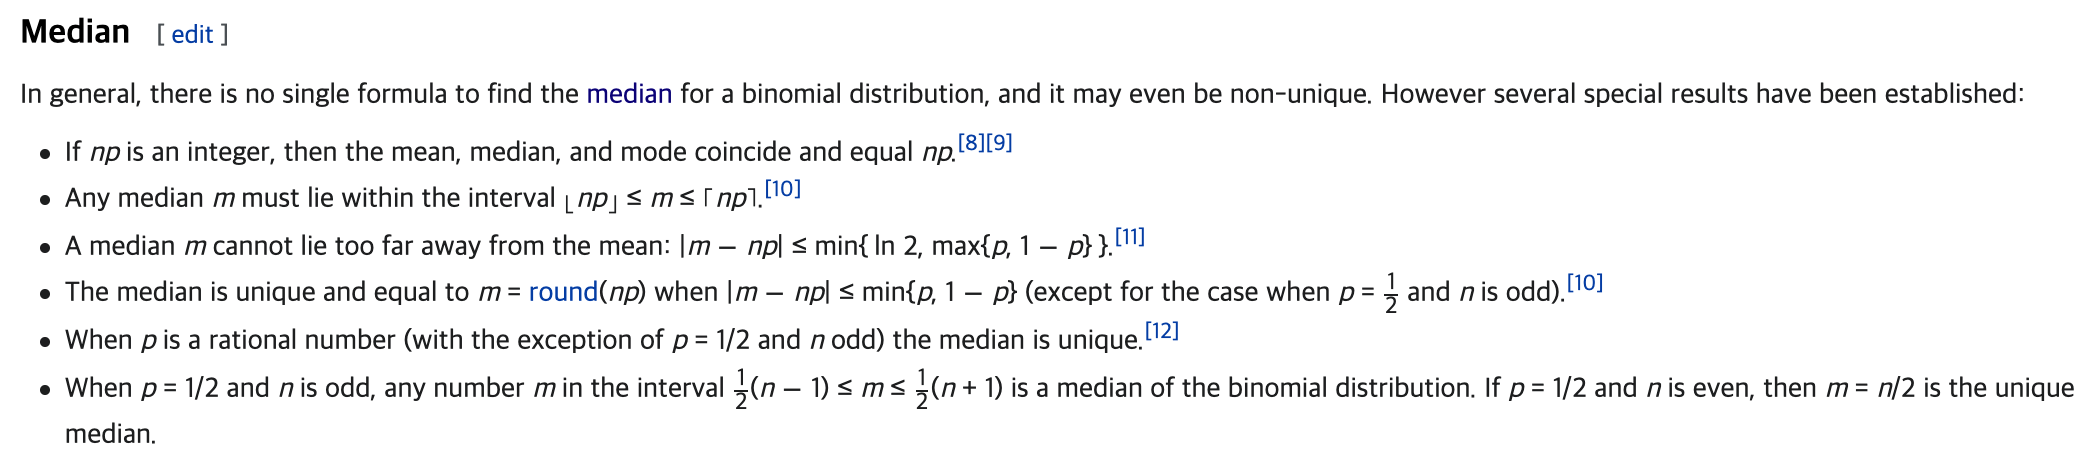 Median [ edit ]
In general, there is no single formula to find the median for a binomial distribution, and it may even be non-unique. However several special results have been established:
• If np is an integer, then the mean, median, and mode coincide and equal np.[8][9]
• Any median m must lie within the interval ⌊np⌋ ≤ m ≤ ⌈np⌉.[10]
• A median m cannot lie too far away from the mean: |m − np| ≤ min{ ln 2, max{p, 1 − p} }.[11]
• The median is unique and equal to m = round(np) when |m − np| ≤ min{p, 1 − p} (except for the case when p = 1/2 and n is odd).[10]
• When p is a rational number (with the exception of p = 1/2 and n odd) the median is unique.[12]
• When p = 1/2 and n is odd, any number m in the interval 1/2(n − 1) ≤ m ≤ 1/2(n + 1) is a median of the binomial distribution. If p = 1/2 and n is even, then m = n/2 is the unique
median.